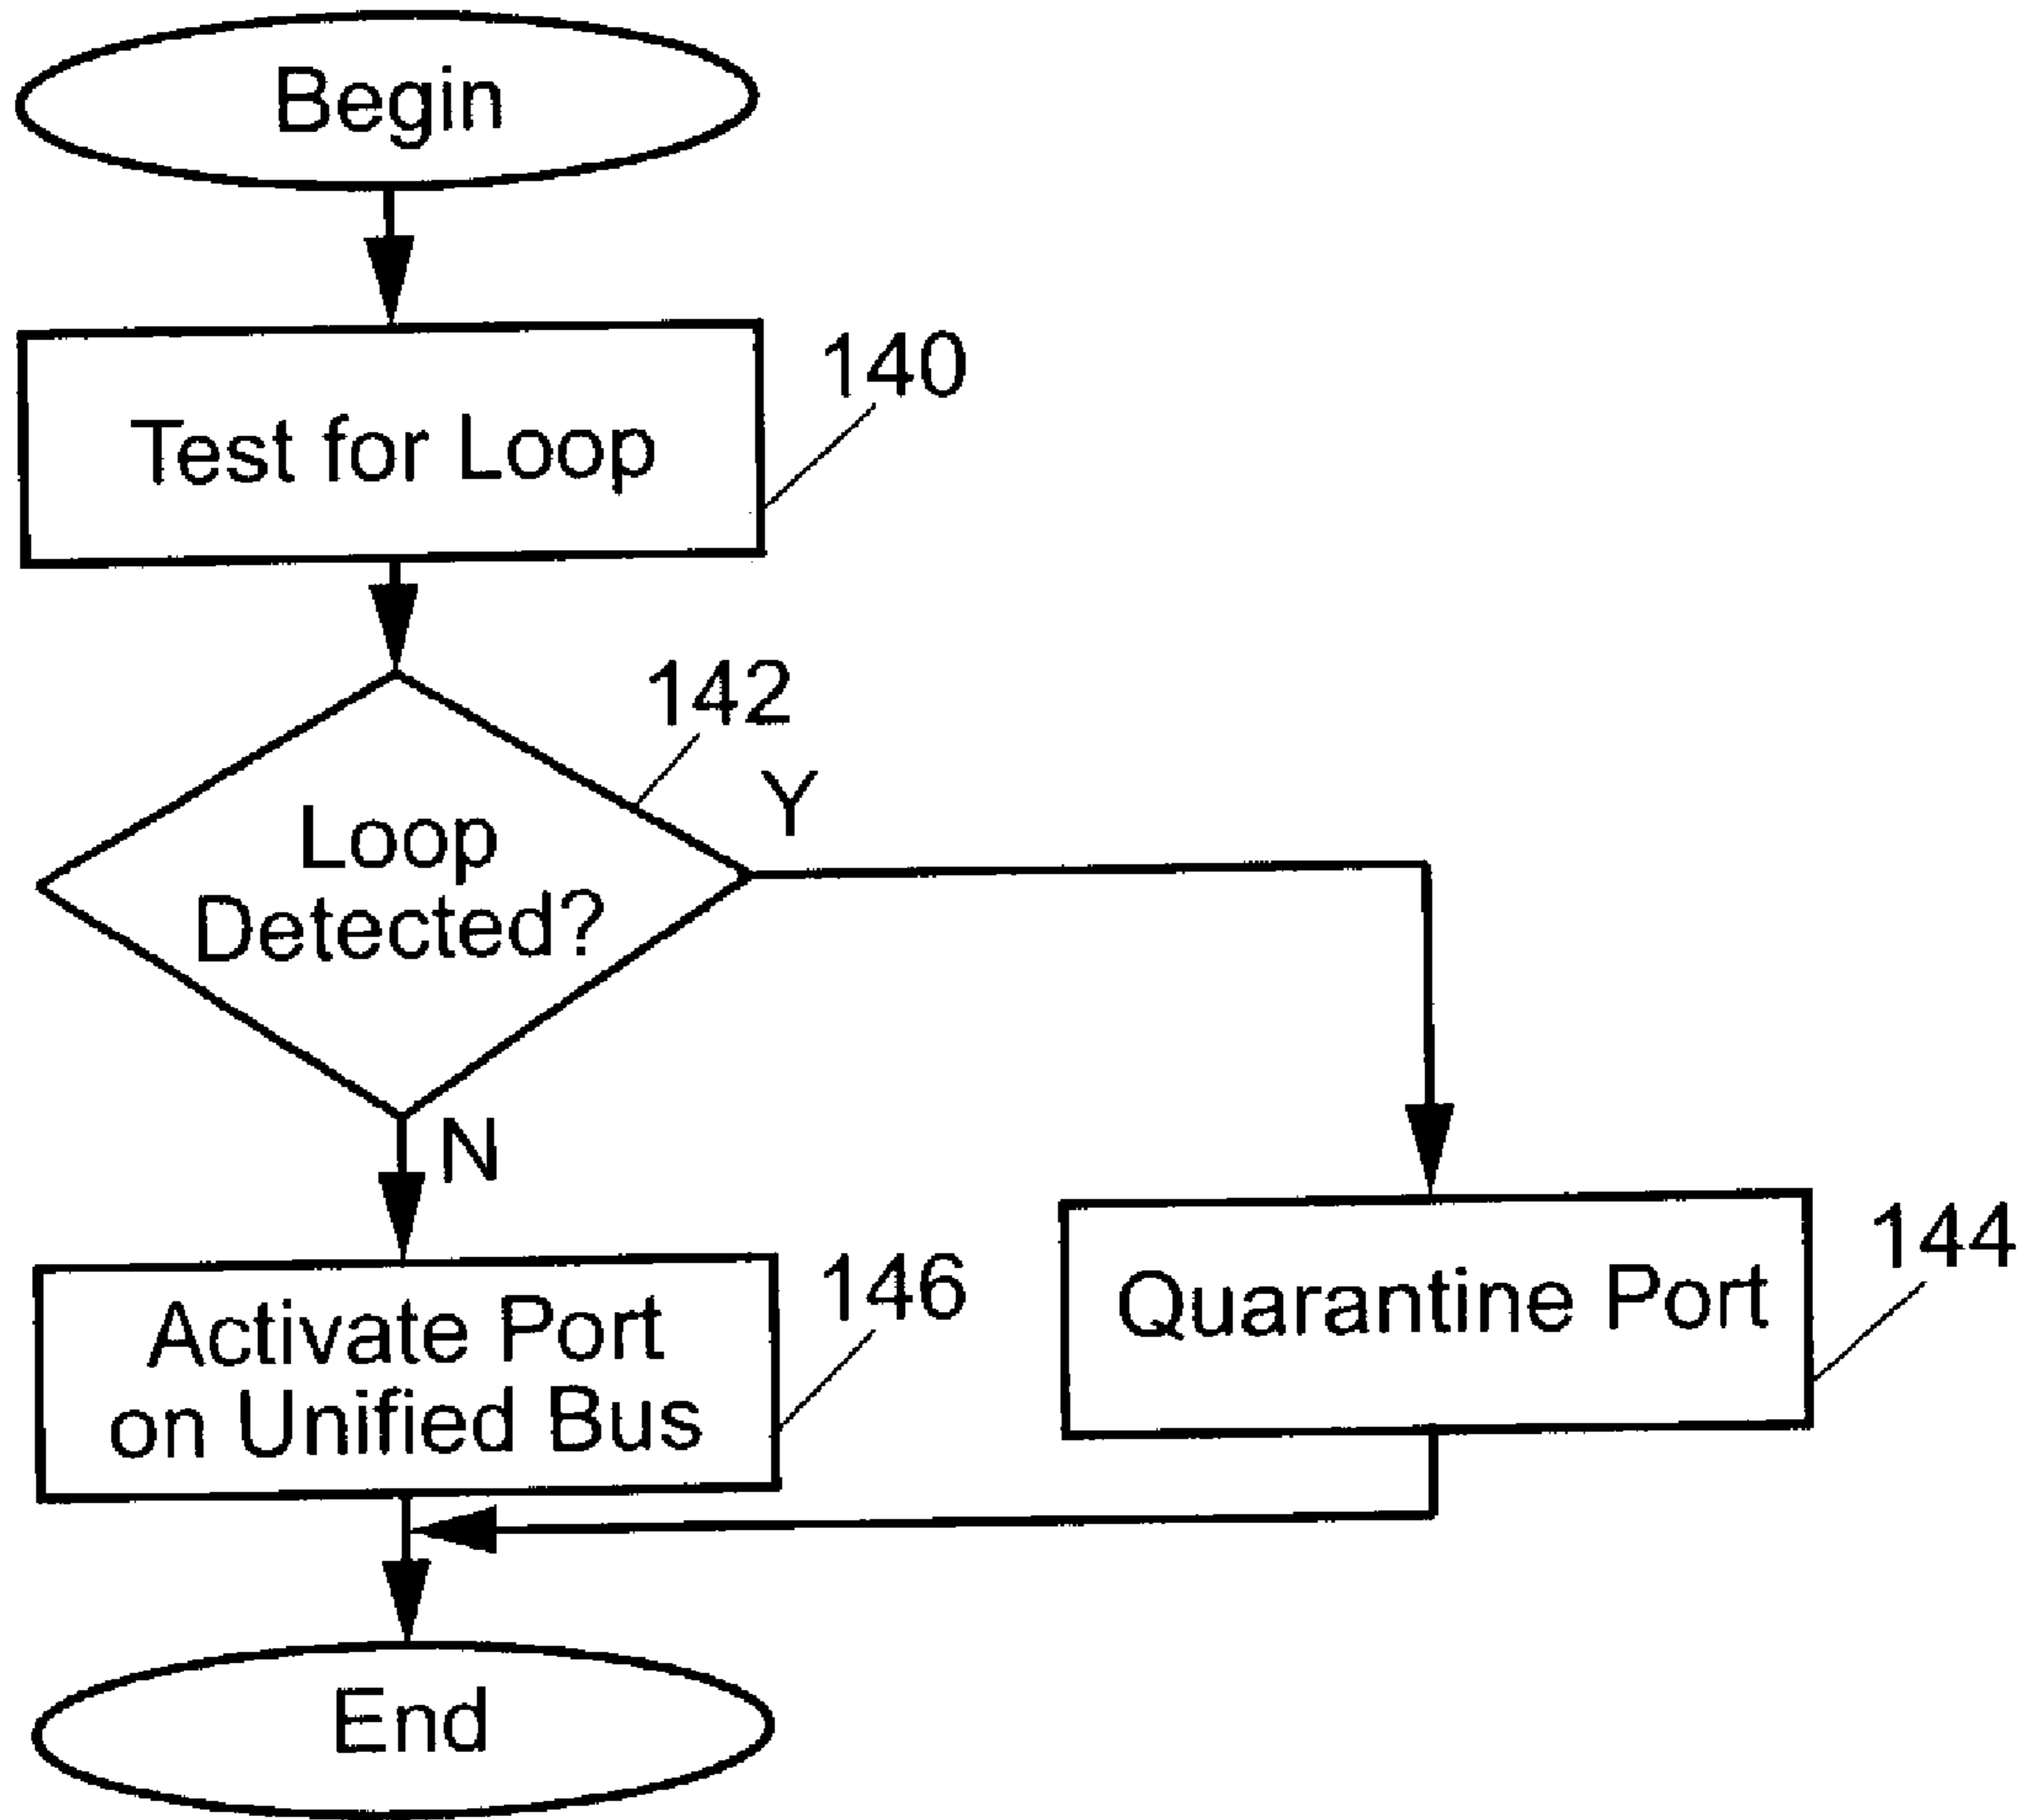 Begin
140
Test for Loop
142
Y
Loop
Detected?
N
146
Activate Port
on Unified Bus
144
Quarantine Port
End